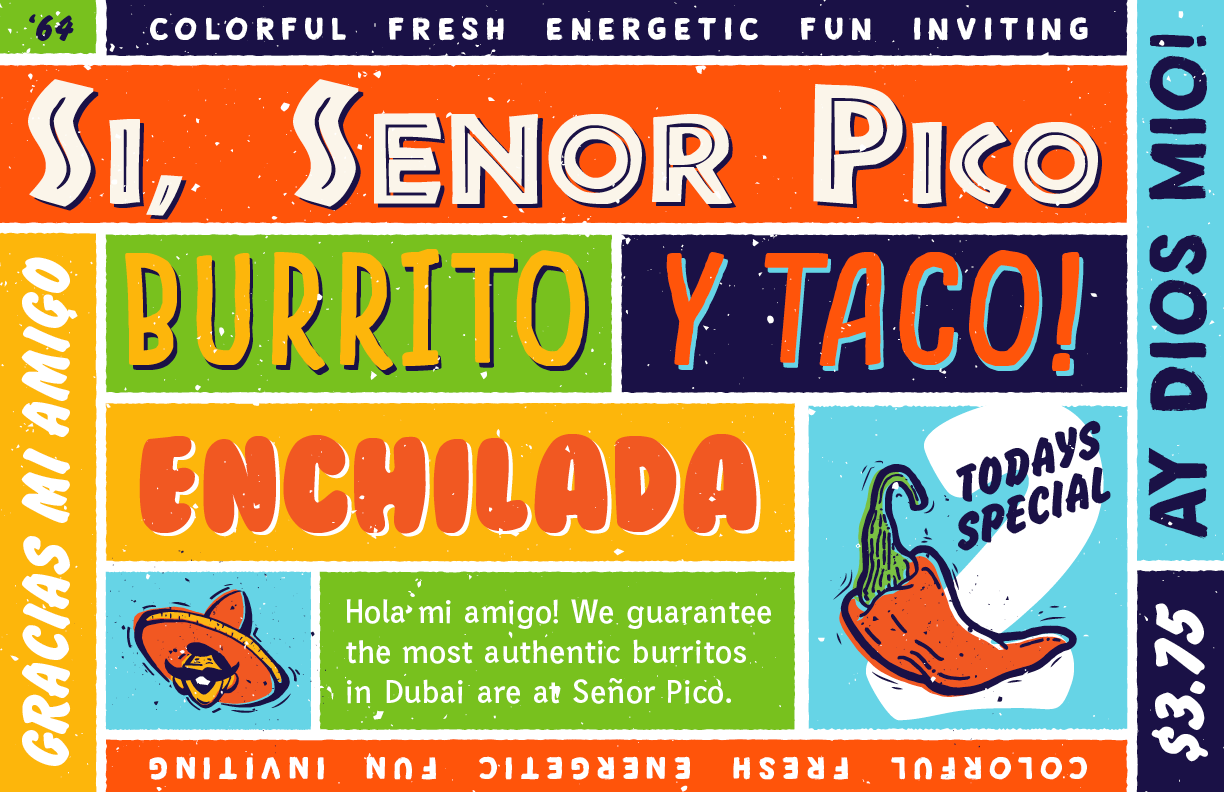 ‘64
COLORFUL FRESH ENERGETIC FUN INVITING
SI, SENOR PICO
BURRITO
Y TACO!
ENCHILADA
TODAYS
SPECIAL
Hola mi amigo! We guarantee
the most authentic burritos
in Dubai are at Señor Pico.
GRACIAS MI AMIGO
AY DIOS MIO!
$3.75
COLORFUL FRESH ENERGETIC FUN INVITING